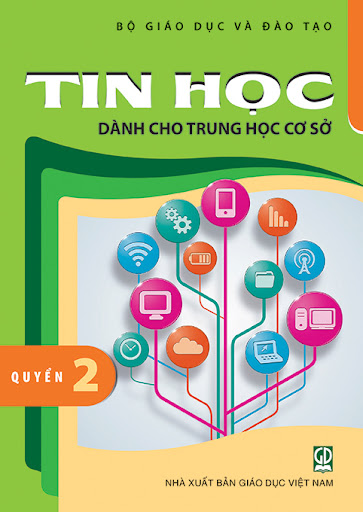 BỘ GIÁO DỤC VÀ ĐÀO TẠO
TIN HỌC
DÀNH CHO TRUNG HỌC CƠ SỞ
QUYỂN 2
NHÀ XUẤT BẢN GIÁO DỤC VIỆT NAM